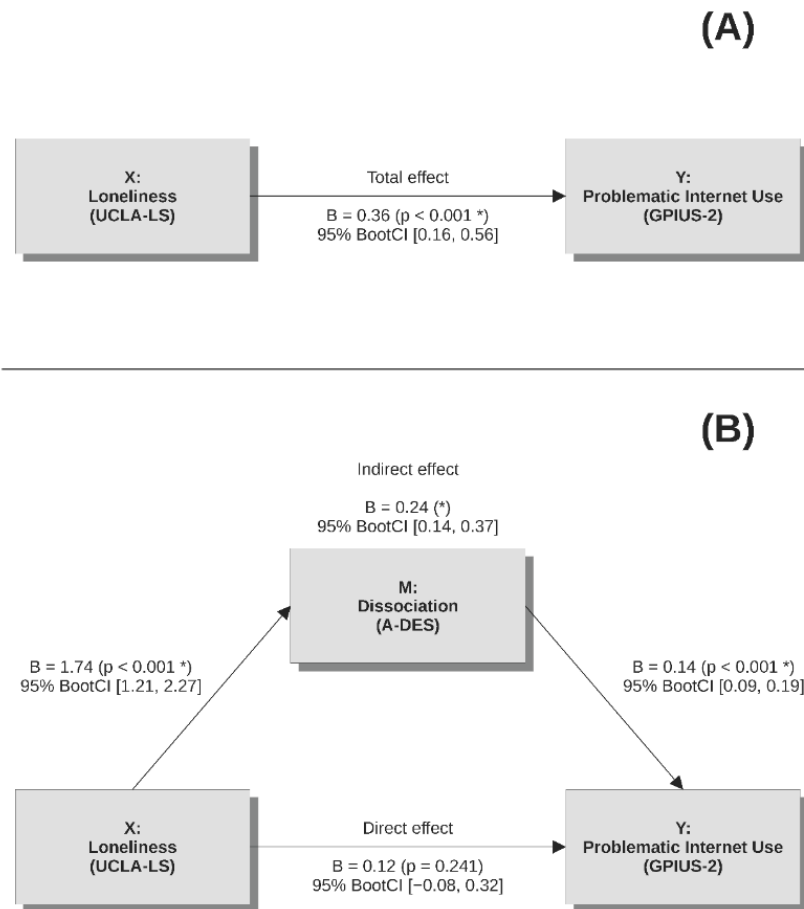 (A)
X:
Loneliness
(UCLA-LS)
Total effect
B = 0.36 (p < 0.001 *)
95% BootCI [0.16, 0.56]
Y:
Problematic Internet Use
(GPIUS-2)
(B)
Indirect effect
B = 0.24 (*)
95% BootCI [0.14, 0.37]
M:
Dissociation
(A-DES)
B = 1.74 (p < 0.001 *)
95% BootCI [1.21, 2.27]
B = 0.14 (p < 0.001 *)
95% BootCI [0.09, 0.19]
X:
Loneliness
(UCLA-LS)
Direct effect
B = 0.12 (p = 0.241)
95% BootCI [−0.08, 0.32]
Y:
Problematic Internet Use
(GPIUS-2)